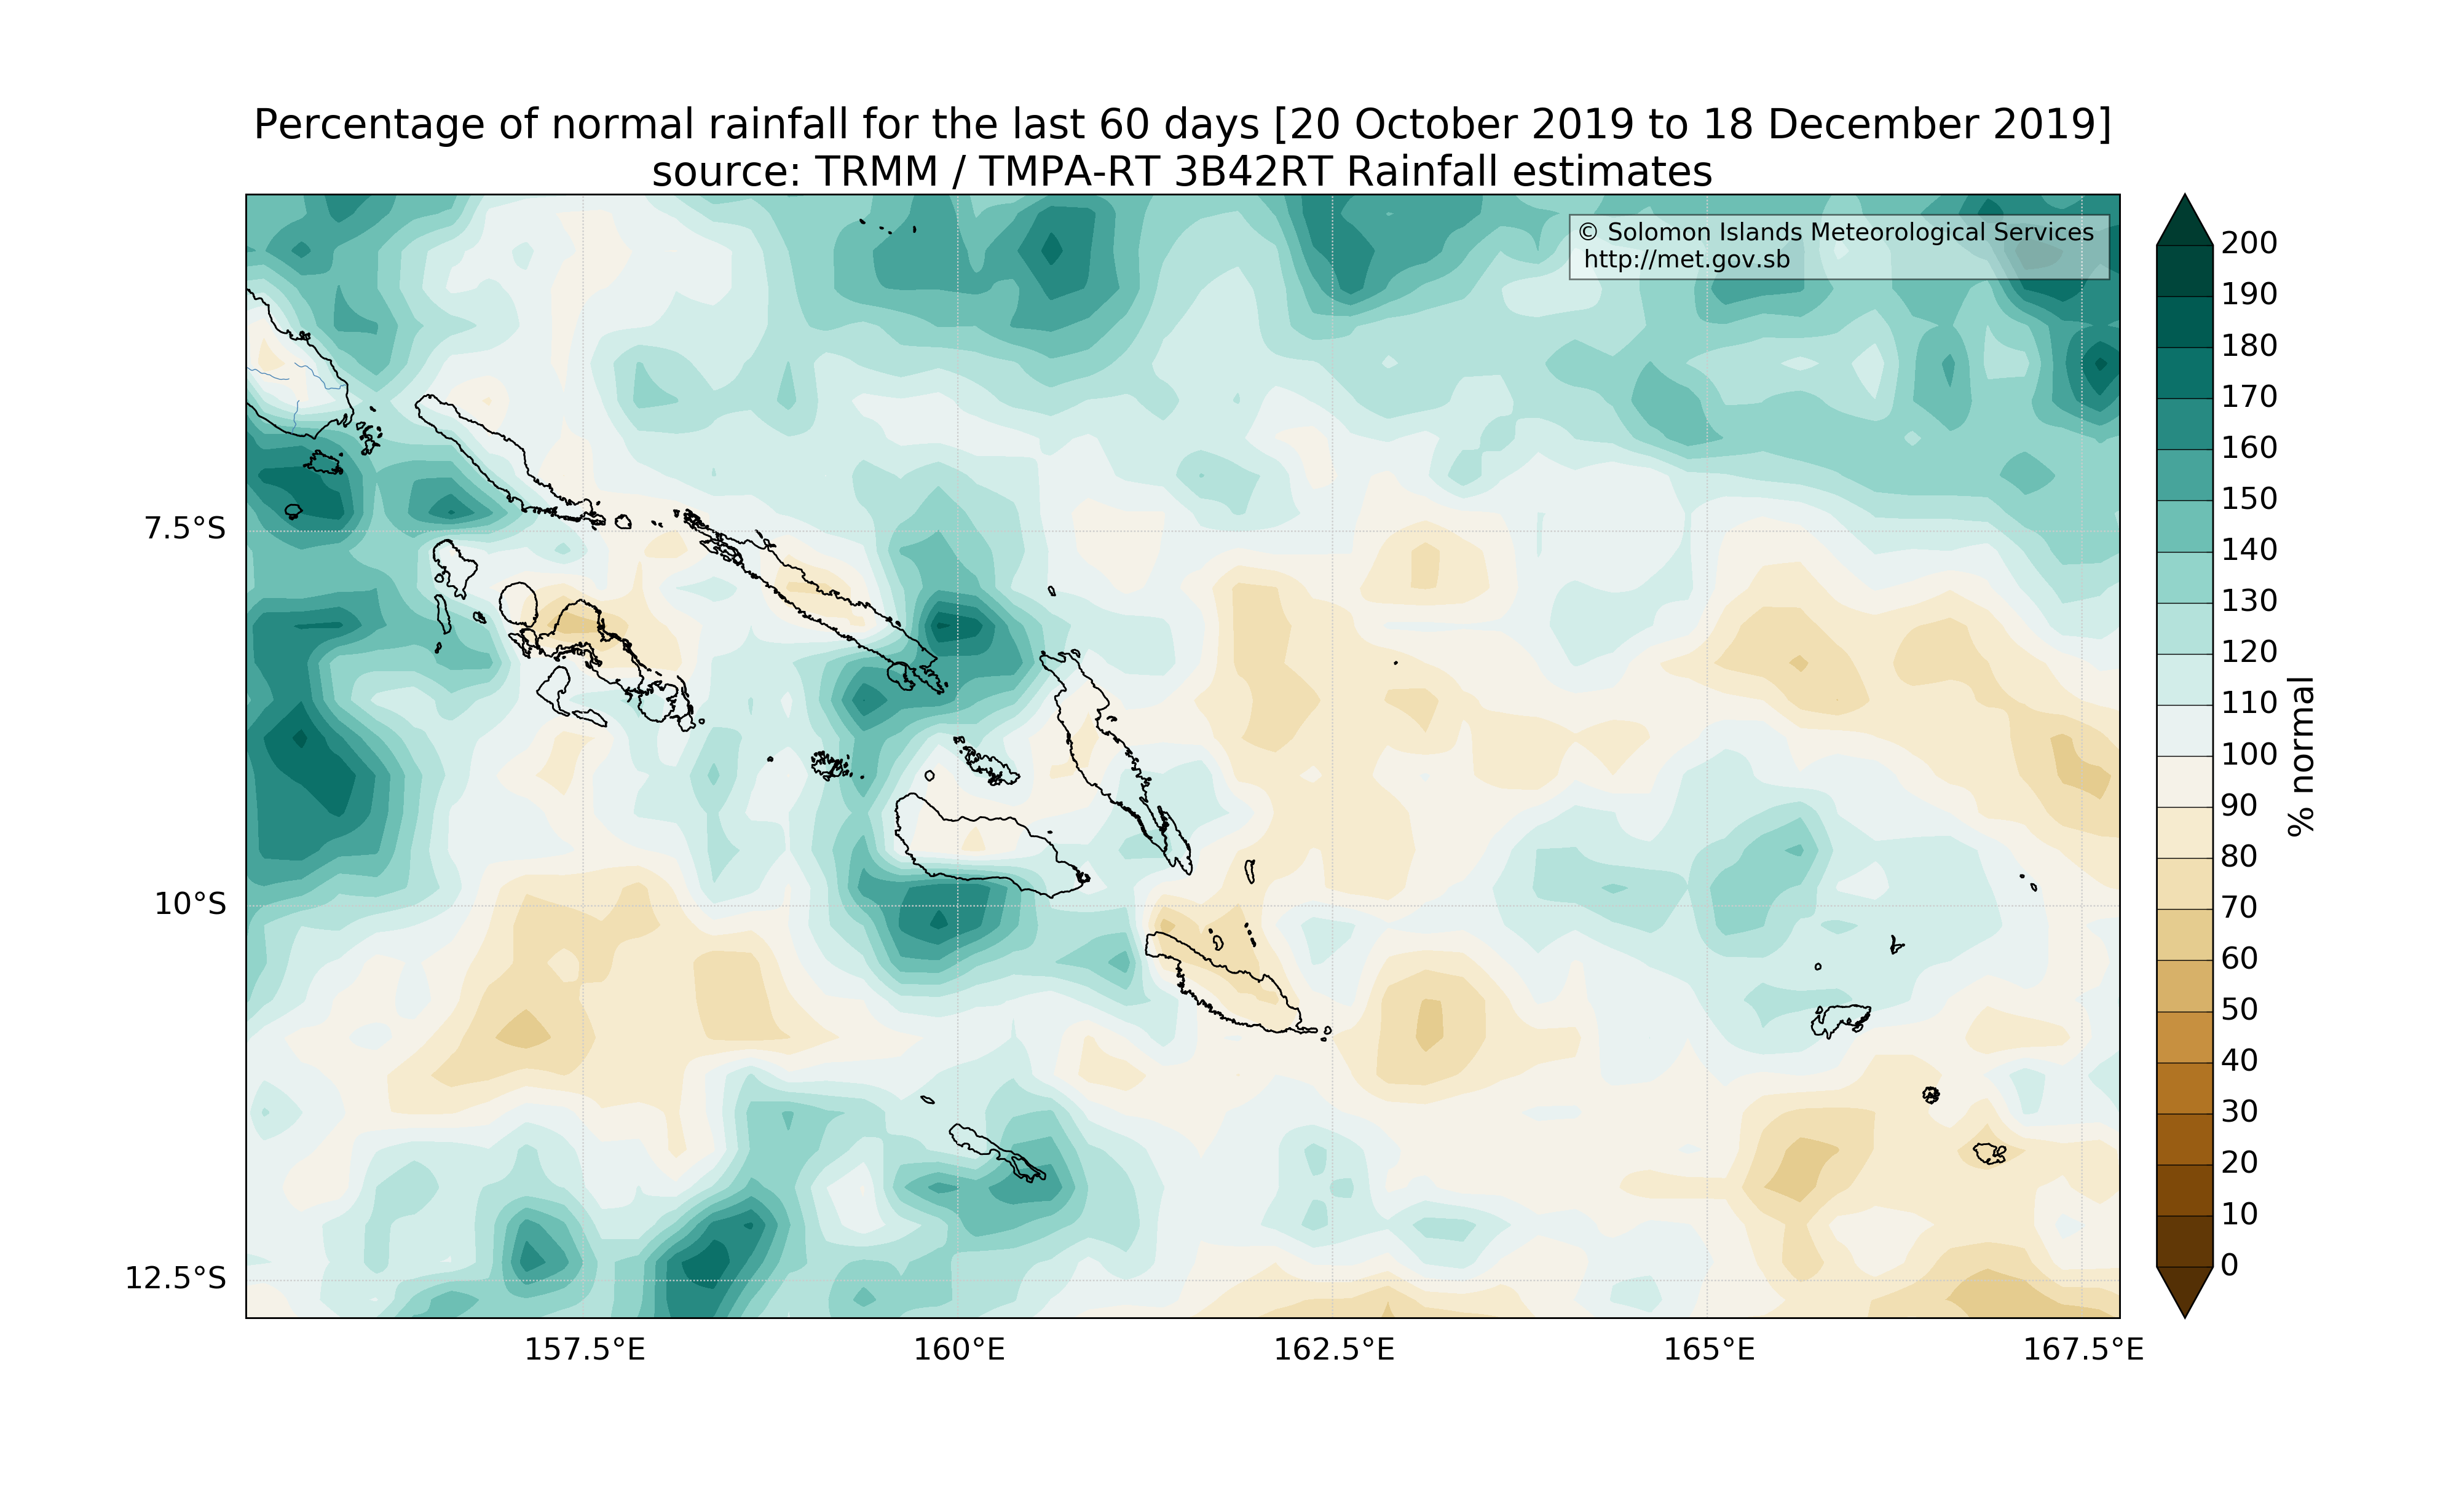 Percentage of normal rainfall for the last 60 days [20 October 2019 to 18 December 2019]
source: TRMM / TMPA-RT 3B42RT Rainfall estimates
© Solomon Islands Meteorological Services
http://met.gov.sb
7.5°S
10°S
12.5°S
157.5°E
160°E
162.5°E
165°E
167.5°E
200
190
180
170
160
150
140
130
120
110
100
90
80
70
60
50
40
30
20
10
0
% normal